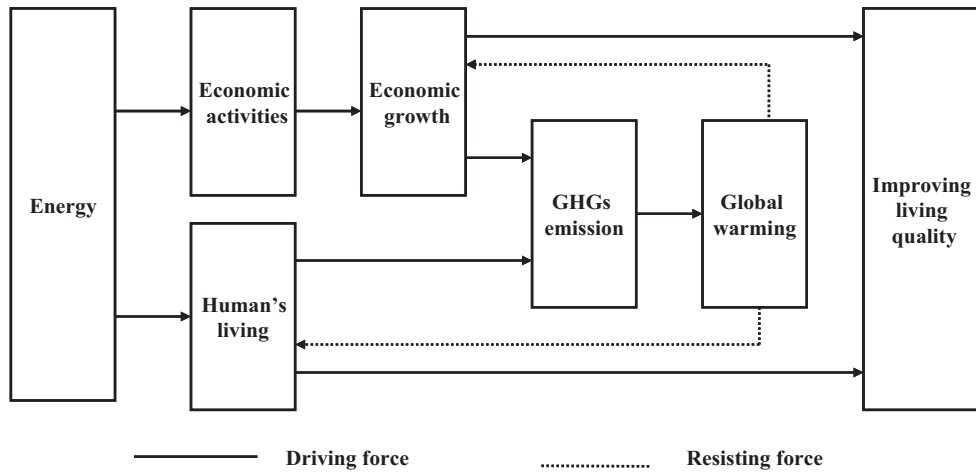 Energy
Economic
activities
Economic
growth
Human's
living
GHGs
emission
Global
warming
Improving
living
quality
Driving force
Resisting force